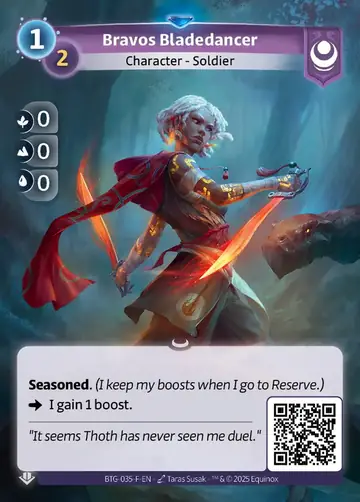 1
Bravos Bladedancer
2
Character - Soldier
0
0
0
Seasoned. (I keep my boosts when I go to Reserve.)
I gain 1 boost.
"It seems Thoth has never seen me duel."
BTG-035-F-EN - Taras Susak - ™ & © 2025 Equinox